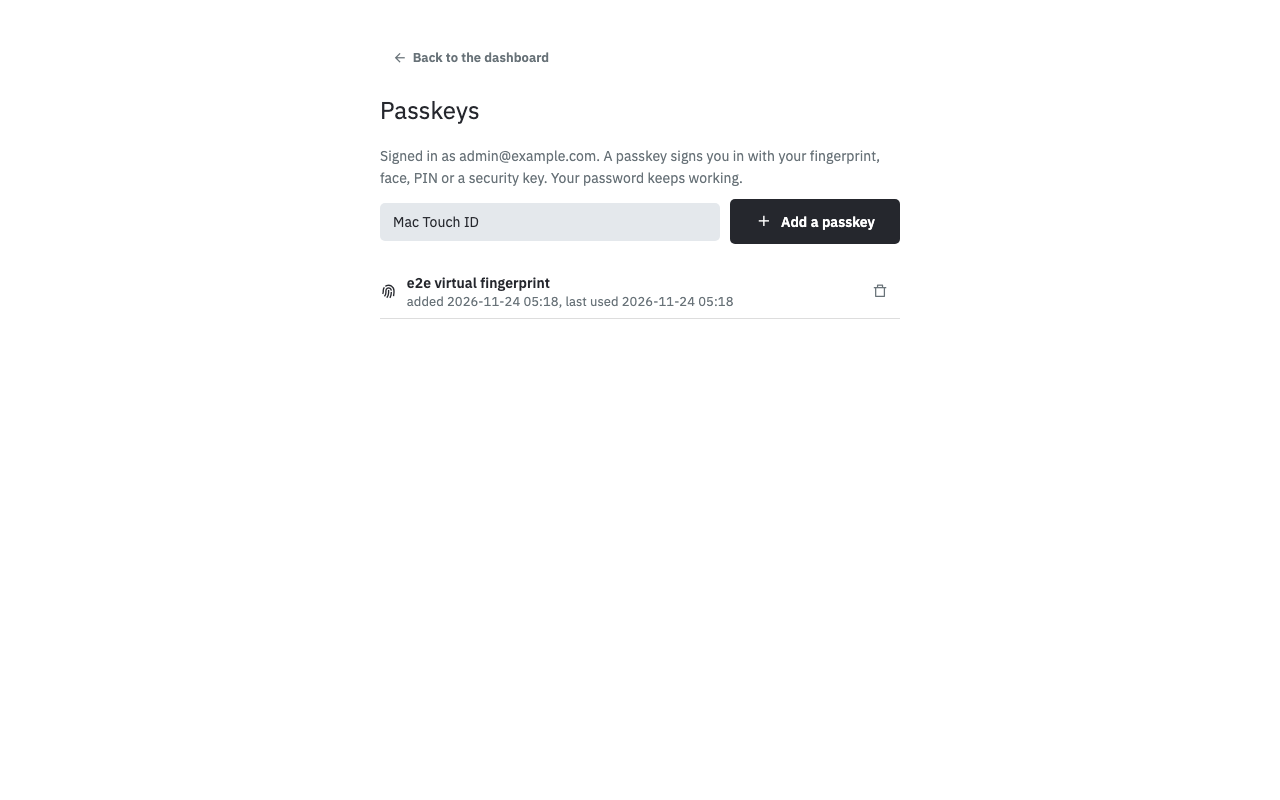 Back to the dashboard
Passkeys
Signed in as admin@example.com. A passkey signs you in with your fingerprint,
face, PIN or a security key. Your password keeps working.
Mac Touch ID
Add a passkey
e2e virtual fingerprint
added 2026-11-24 05:18, last used 2026-11-24 05:18